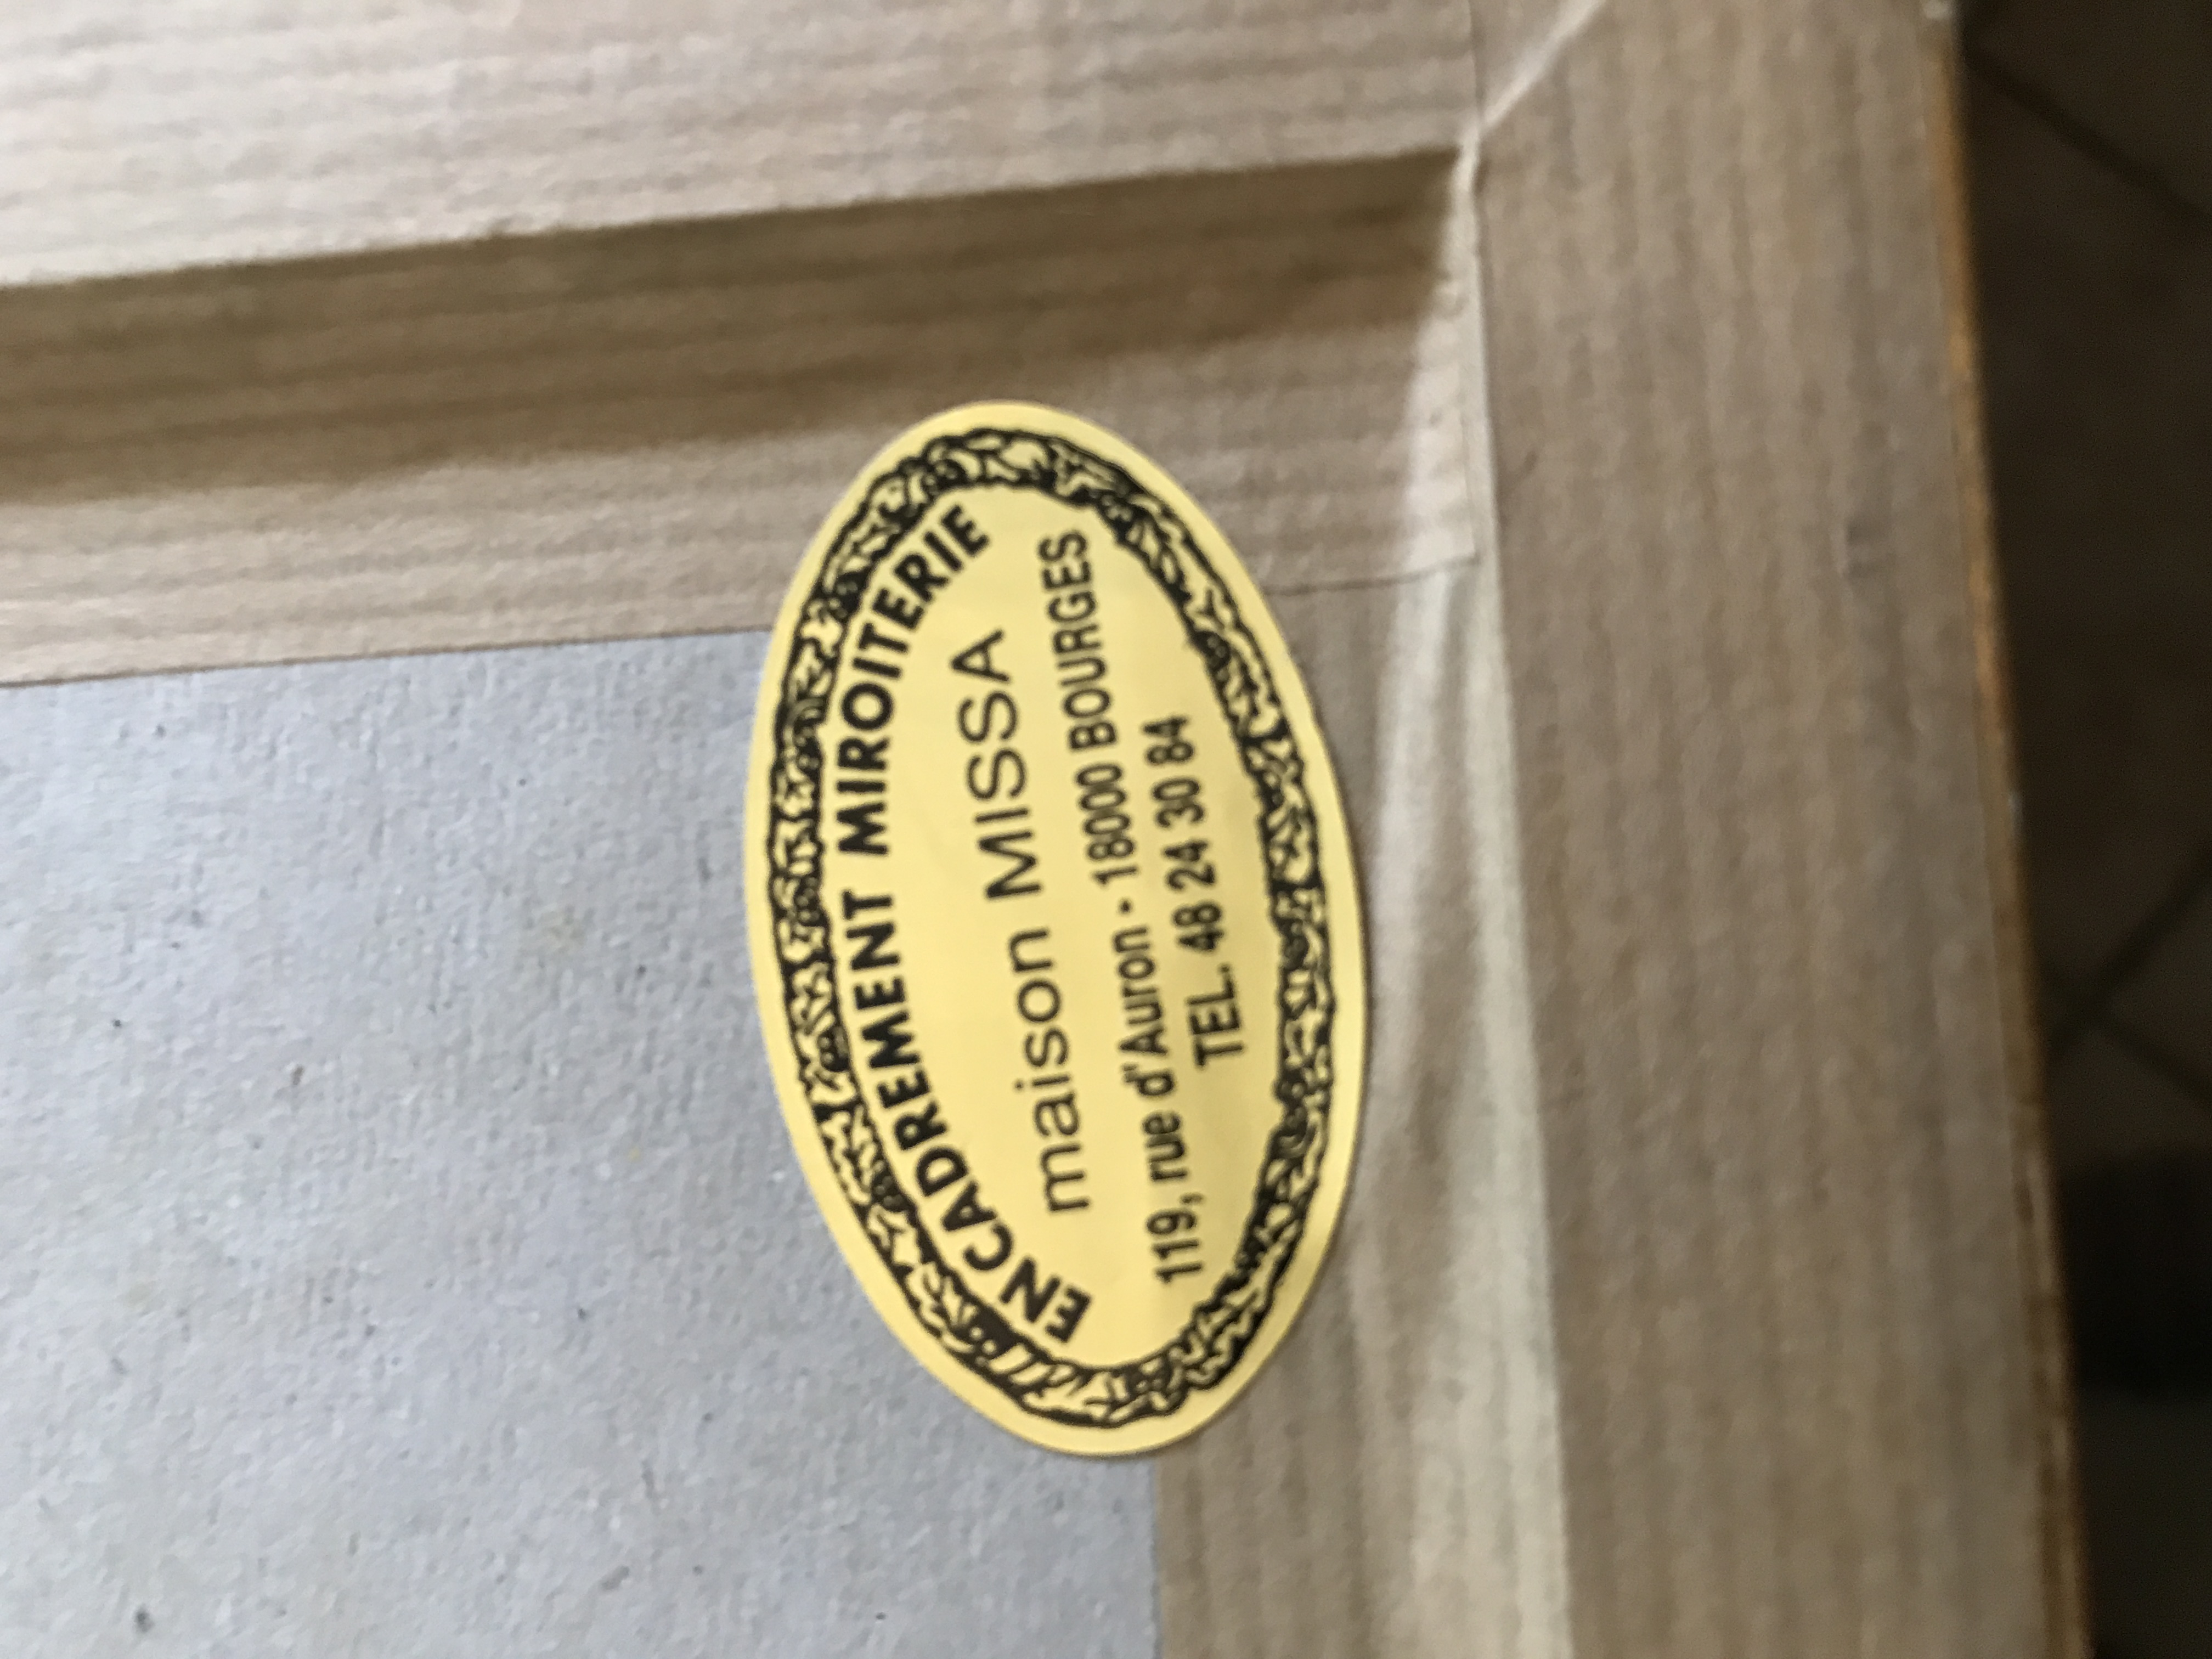 ENCADREMENT MIROITERIE
maison MISSA
119, rue d'Auron - 18000 BOURGES
TEL. 48 24 30 84